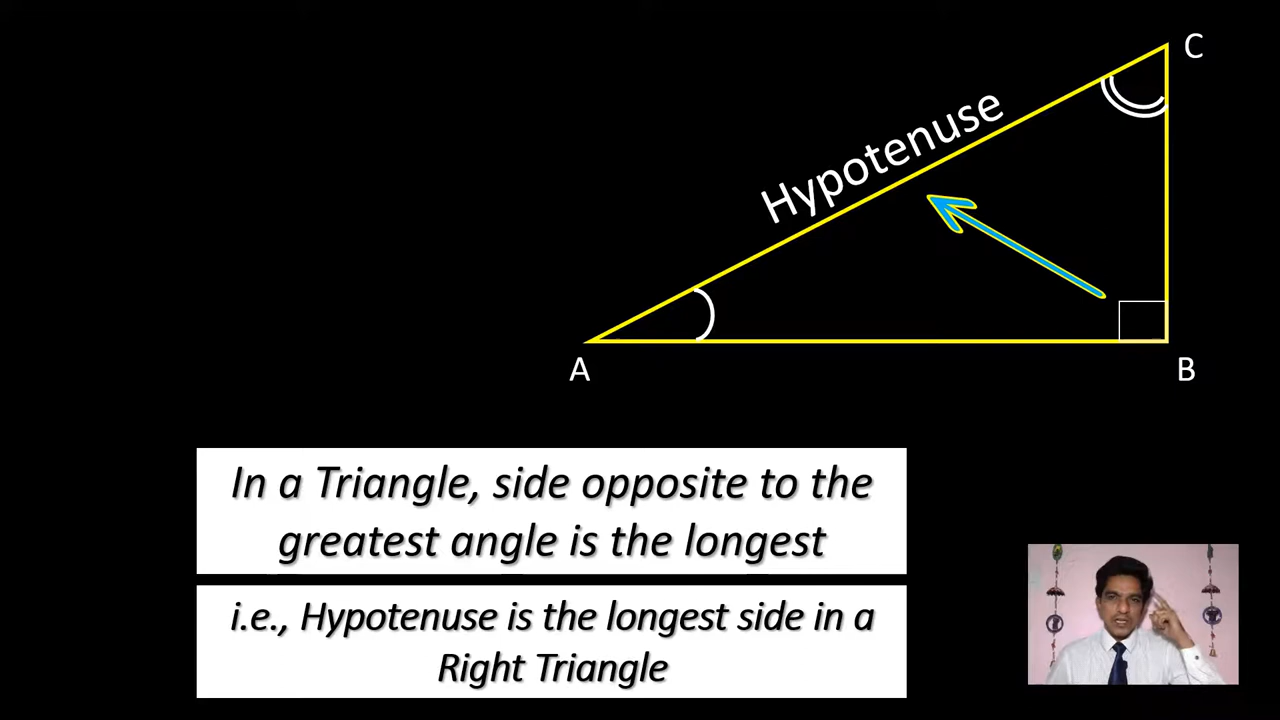 C
Hypotenuse
A
B
In a Triangle, side opposite to the
greatest angle is the longest
i.e., Hypotenuse is the longest side in a
Right Triangle